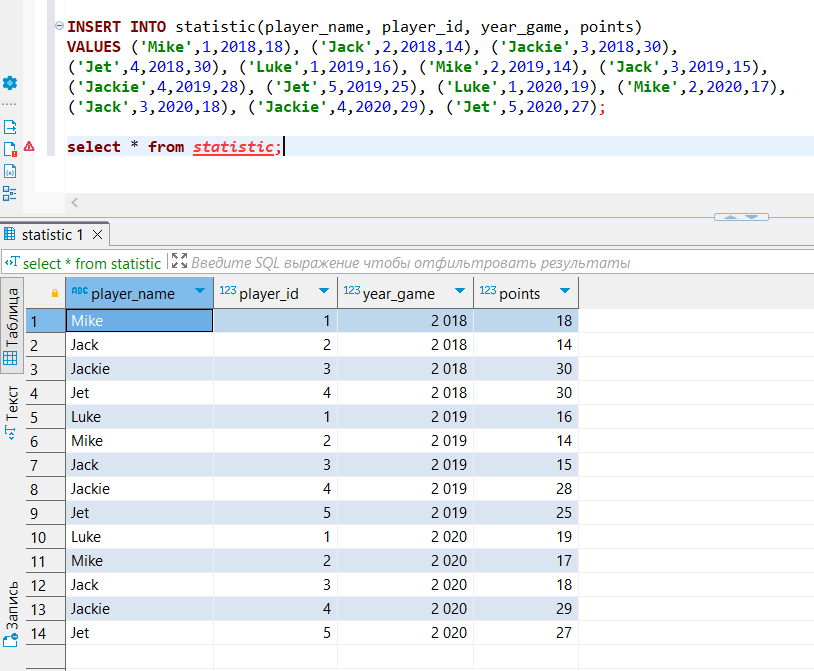 INSERT INTO statistic(player_name, player_id, year_game, points)
VALUES ('Mike',1,2018,18), ('Jack',2,2018,14), ('Jackie',3,2018,30),
('Jet',4,2018,30), ('Luke',1,2019,16), ('Mike',2,2019,14), ('Jack',3,2019,15),
('Jackie',4,2019,28), ('Jet',5,2019,25), ('Luke',1,2020,19), ('Mike',2,2020,17),
('Jack',3,2020,18), ('Jackie',4,2020,29), ('Jet',5,2020,27);
select * from statistic;
statistic 1
select * from statistic Введите SQL выражение чтобы отфильтровать результаты
Таблица
Текст
Запись
ABC player_name 123 player_id 123 year_game 123 points
1 Mike 1 2 018 18
2 Jack 2 2 018 14
3 Jackie 3 2 018 30
4 Jet 4 2 018 30
5 Luke 1 2 019 16
6 Mike 2 2 019 14
7 Jack 3 2 019 15
8 Jackie 4 2 019 28
9 Jet 5 2 019 25
10 Luke 1 2 020 19
11 Mike 2 2 020 17
12 Jack 3 2 020 18
13 Jackie 4 2 020 29
14 Jet 5 2 020 27